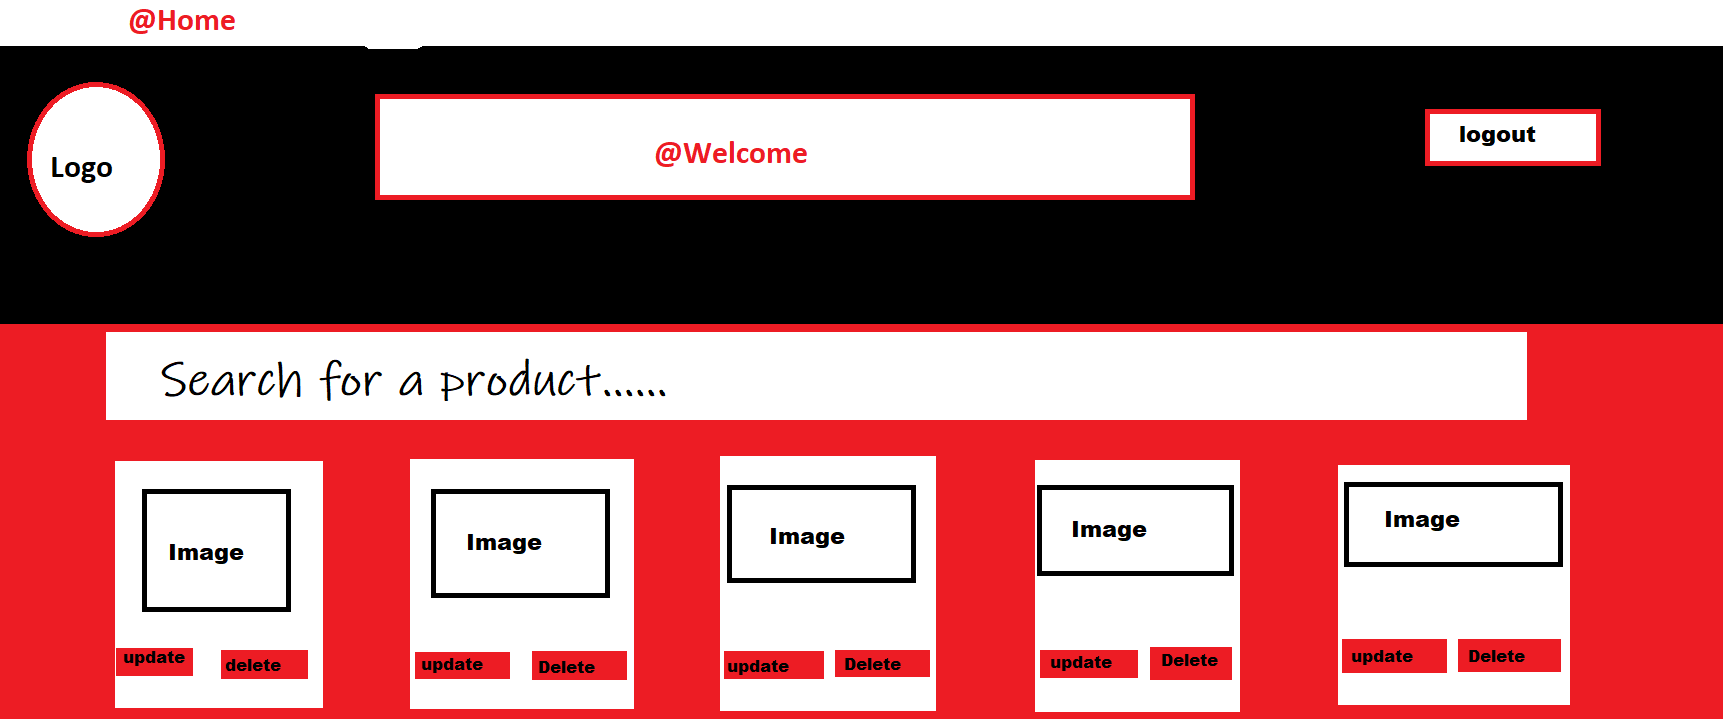 @Home
Logo
@Welcome
logout
Search for a product......
Image
Image
Image
Image
Image
update
delete
update
Delete
update
Delete
update
Delete
update
Delete